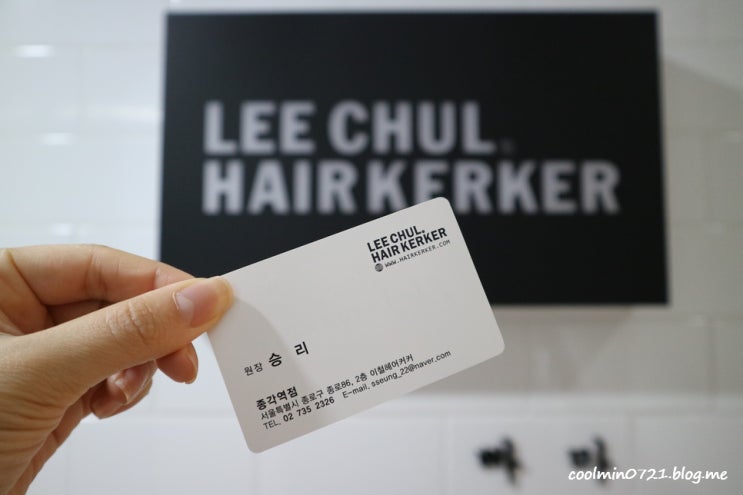 LEE CHUL.
HAIR KERKER
LEE CHUL.
HAIR KERKER
WWW.HAIRKERKER.COM
원장 승 리
종각역점
서울특별시 종로구 종로86, 2층 이철헤어커커
TEL. 02 735 2326 E-mail. sseung_22@naver.com
coolmin0721.blog.me